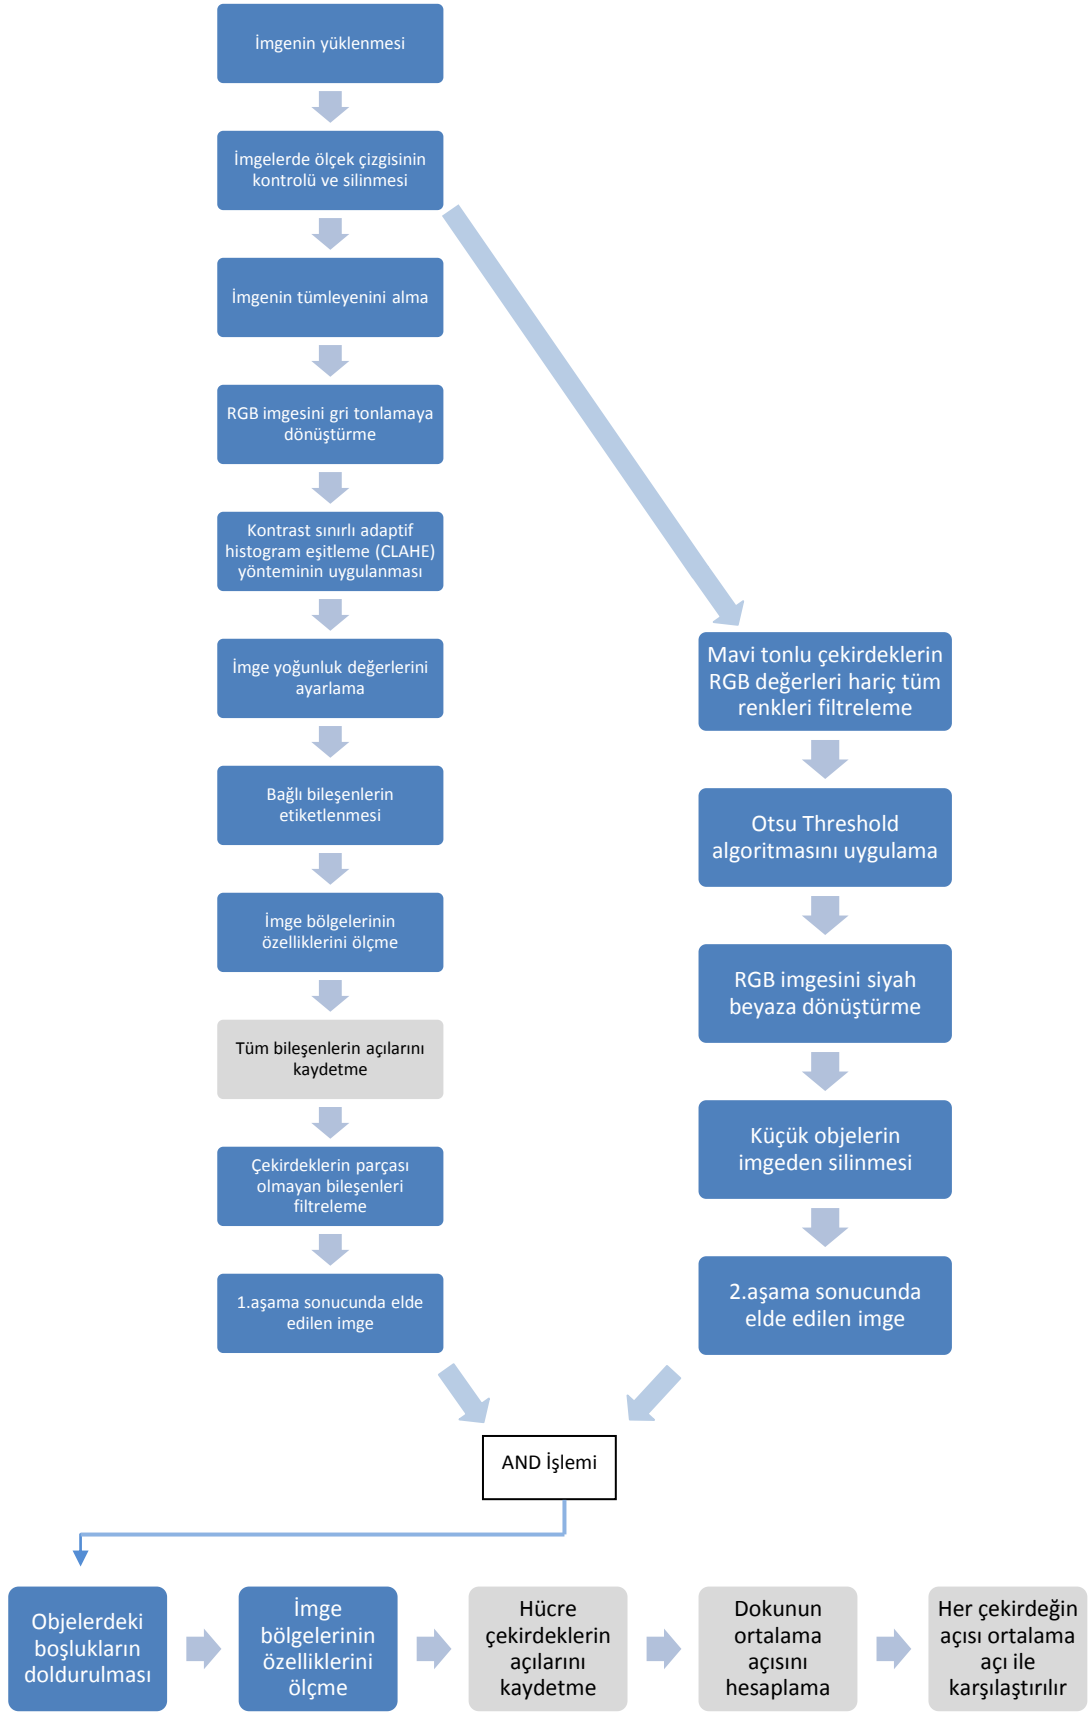 İmgenin yüklenmesi
İmgelerde ölçek çizgisinin
kontrolü ve silinmesi
İmgenin tümleyenini alma
RGB imgesini gri tonlamaya
dönüştürme
Kontrast sınırlı adaptif
histogram eşitleme (CLAHE)
yönteminin uygulanması
İmge yoğunluk değerlerini
ayarlama
Bağlı bileşenlerin
etiketlenmesi
İmge bölgelerinin
özelliklerini ölçme
Tüm bileşenlerin açılarını
kaydetme
Çekirdeklerin parçası
olmayan bileşenleri
filtreleme
1.aşama sonucunda elde
edilen imge
Mavi tonlu çekirdeklerin
RGB değerleri hariç tüm
renkleri filtreleme
Otsu Threshold
algoritmasını uygulama
RGB imgesini siyah
beyaza dönüştürme
Küçük objelerin
imgeden silinmesi
2.aşama sonucunda
elde edilen imge
AND İşlemi
Objelerdeki
boşlukların
doldurulması
İmge
bölgelerinin
özelliklerini
ölçme
Hücre
çekirdeklerin
açılarını
kaydetme
Dokunun
ortalama
açısını
hesaplama
Her çekirdeğin
açısı ortalama
açı ile
karşılaştırılır